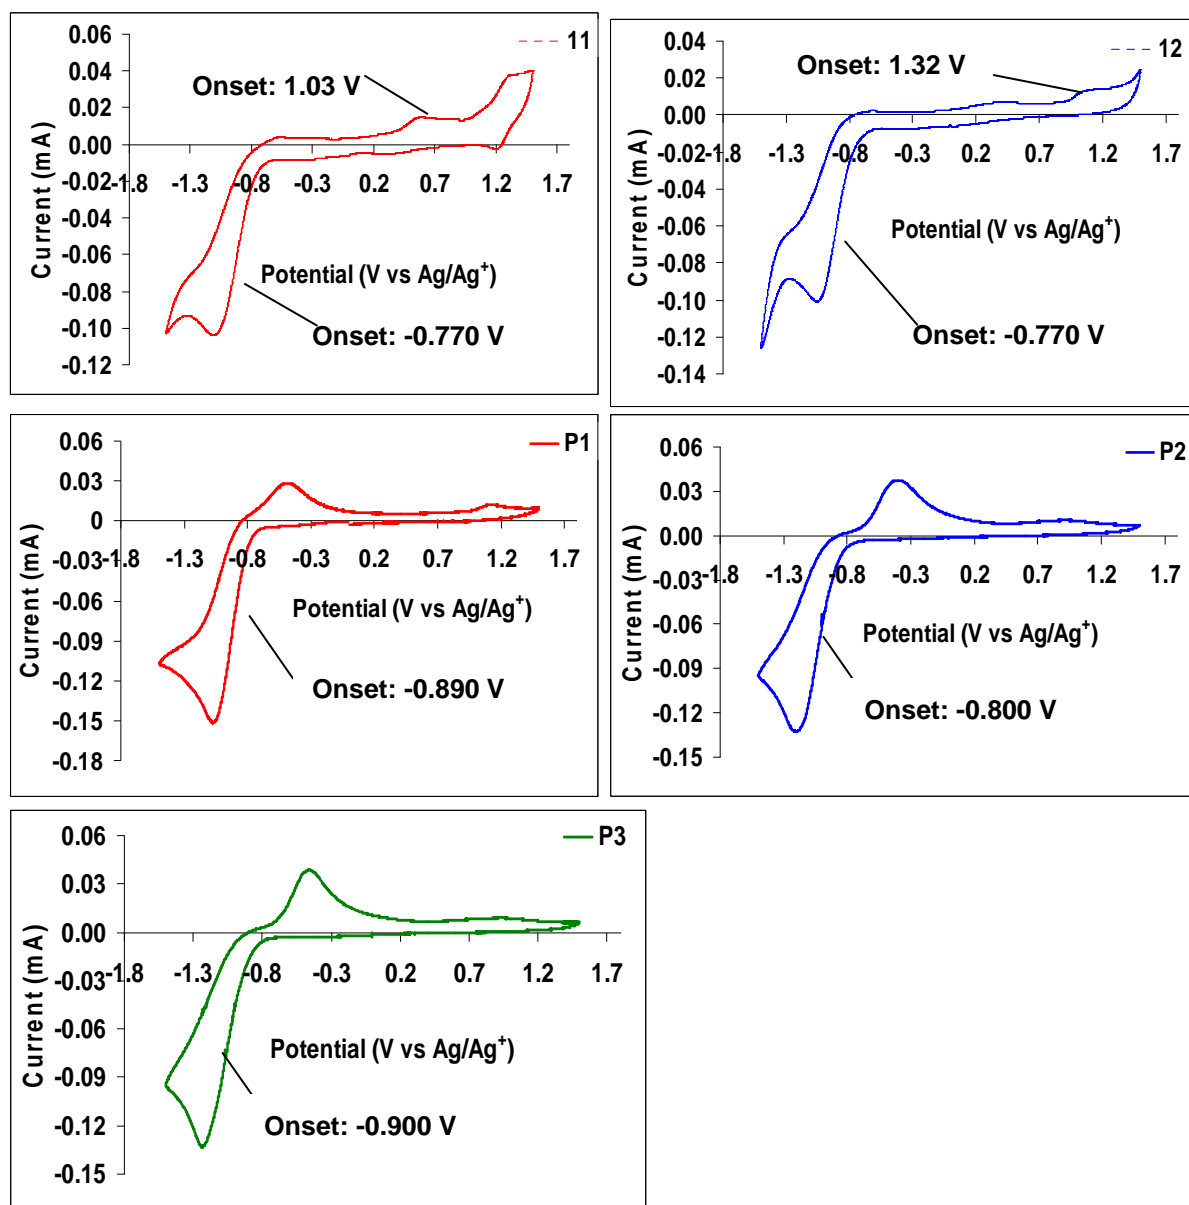 0.06
11
0.04
Onset: 1.03 V
0.02
0.00
-1.8 -1.3 -0.8 -0.3 0.2 0.7 1.2 1.7
-0.02
-0.04
-0.06
Potential (V vs Ag/Ag+)
-0.08
-0.10
Onset: -0.770 V
-0.12
Current (mA)
0.04
12
Onset: 1.32 V
0.02
0.00
-1.8 -1.3 -0.8 -0.3 0.2 0.7 1.2 1.7
-0.02
-0.04
-0.06
Potential (V vs Ag/Ag+)
-0.08
-0.10
-0.12
Onset: -0.770 V
-0.14
Current (mA)
0.06
P1
0.03
0
-1.8 -1.3 -0.8 -0.3 0.2 0.7 1.2 1.7
-0.03
-0.06
Potential (V vs Ag/Ag+)
-0.09
-0.12
Onset: -0.890 V
-0.15
-0.18
Current (mA)
0.06
P2
0.03
0.00
-1.8 -1.3 -0.8 -0.3 0.2 0.7 1.2 1.7
-0.03
-0.06
Potential (V vs Ag/Ag+)
-0.09
Onset: -0.800 V
-0.12
-0.15
Current (mA)
0.06
P3
0.03
0.00
-1.8 -1.3 -0.8 -0.3 0.2 0.7 1.2 1.7
-0.03
-0.06
Potential (V vs Ag/Ag+)
-0.09
Onset: -0.900 V
-0.12
-0.15
Current (mA)